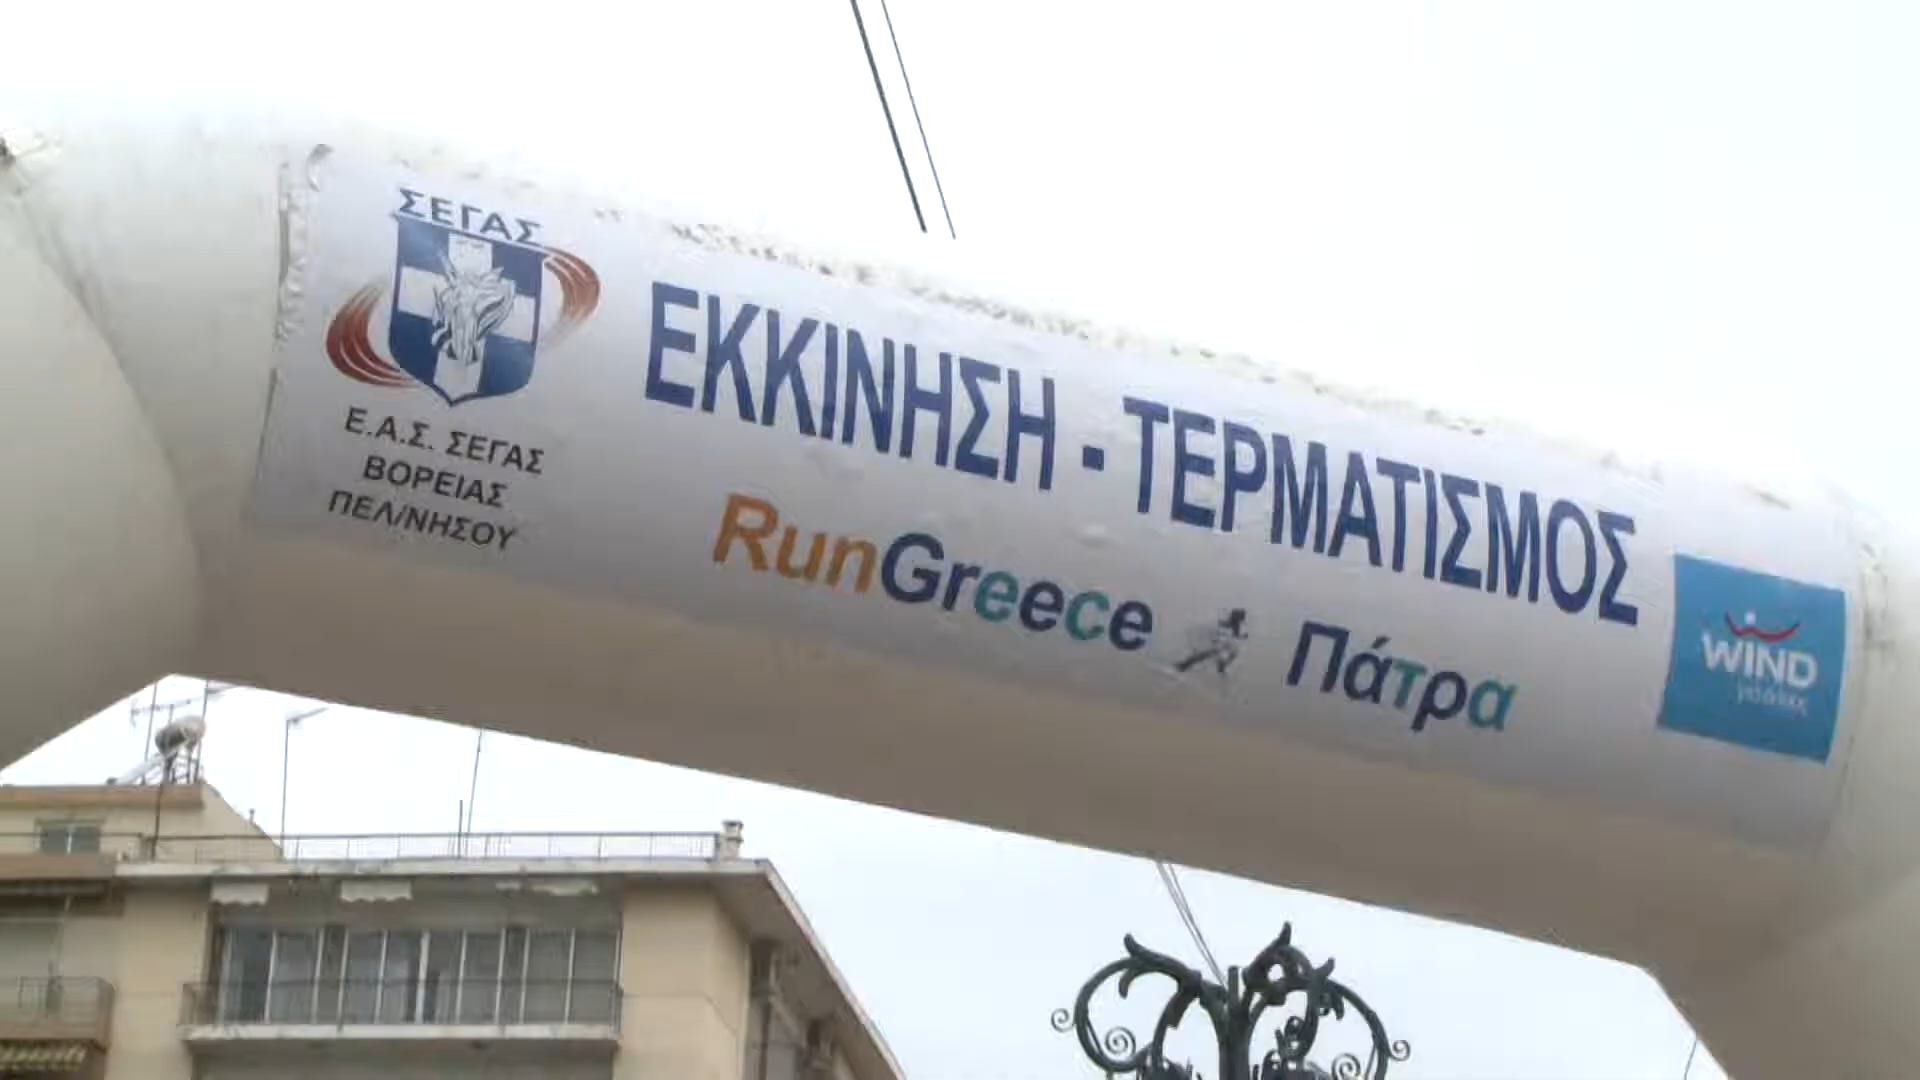 ΣΕΓΑΣ
Ε.Α.Σ. ΣΕΓΑΣ
ΒΟΡΕΙΑΣ
ΠΕΛ/ΝΗΣΟΥ
ΕΚΚΙΝΗΣΗ - ΤΕΡΜΑΤΙΣΜΟΣ
RunGreece Πάτρα
WIND